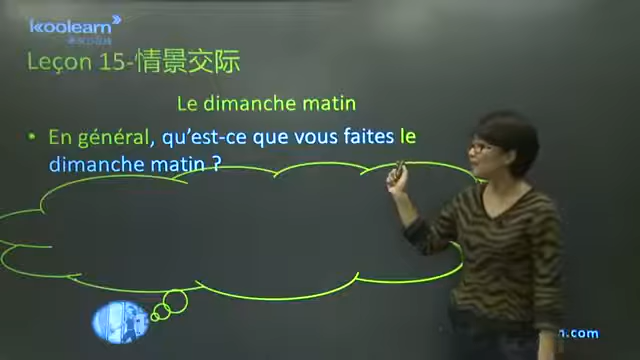 koolearn
Leçon 15-情景交际
Le dimanche matin
• En général, qu'est-ce que vous faites le
dimanche matin ?
.com